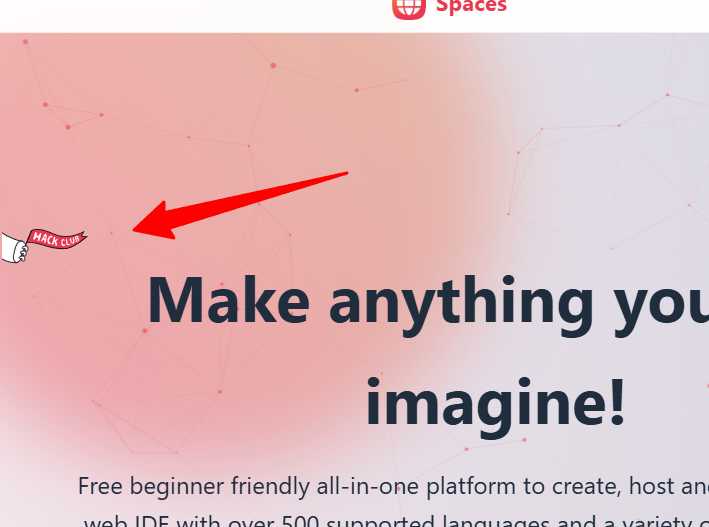 Spaces
HACK CLUB
Make anything you
imagine!
Free beginner friendly all-in-one platform to create, host and
web IDE with over 500 supported languages and a variety